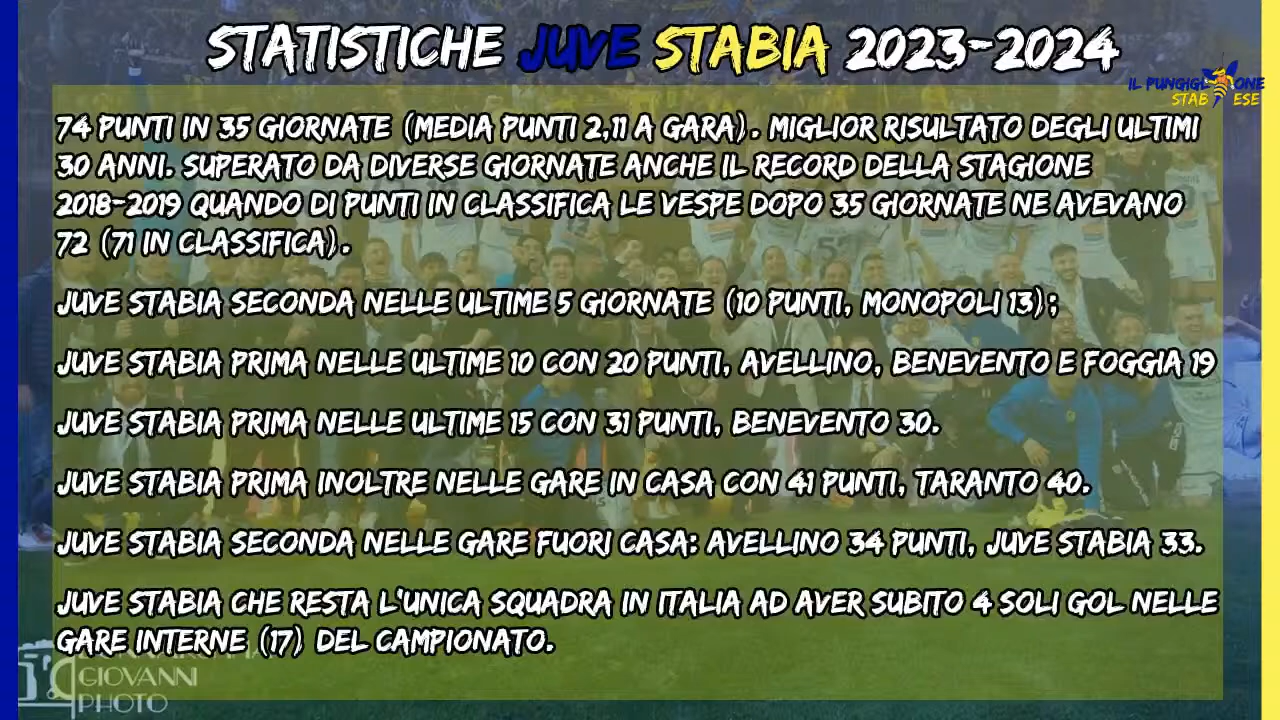 STATISTICHE JUVE STABIA 2023-2024
IL PUNGIGLIONE
STABIESE
74 PUNTI IN 35 GIORNATE (MEDIA PUNTI 2,11 A GARA). MIGLIOR RISULTATO DEGLI ULTIMI
30 ANNI. SUPERATO DA DIVERSE GIORNATE ANCHE IL RECORD DELLA STAGIONE
2018-2019 QUANDO DI PUNTI IN CLASSIFICA LE VESPE DOPO 35 GIORNATE NE AVEVANO
72 (71 IN CLASSIFICA).
JUVE STABIA SECONDA NELLE ULTIME 5 GIORNATE (10 PUNTI, MONOPOLI 13);
JUVE STABIA PRIMA NELLE ULTIME 10 CON 20 PUNTI, AVELLINO, BENEVENTO E FOGGIA 19
JUVE STABIA PRIMA NELLE ULTIME 15 CON 31 PUNTI, BENEVENTO 30.
JUVE STABIA PRIMA INOLTRE NELLE GARE IN CASA CON 41 PUNTI, TARANTO 40.
JUVE STABIA SECONDA NELLE GARE FUORI CASA: AVELLINO 34 PUNTI, JUVE STABIA 33.
JUVE STABIA CHE RESTA L'UNICA SQUADRA IN ITALIA AD AVER SUBITO 4 SOLI GOL NELLE
GARE INTERNE (17) DEL CAMPIONATO.
GIOVANNI
PHOTO